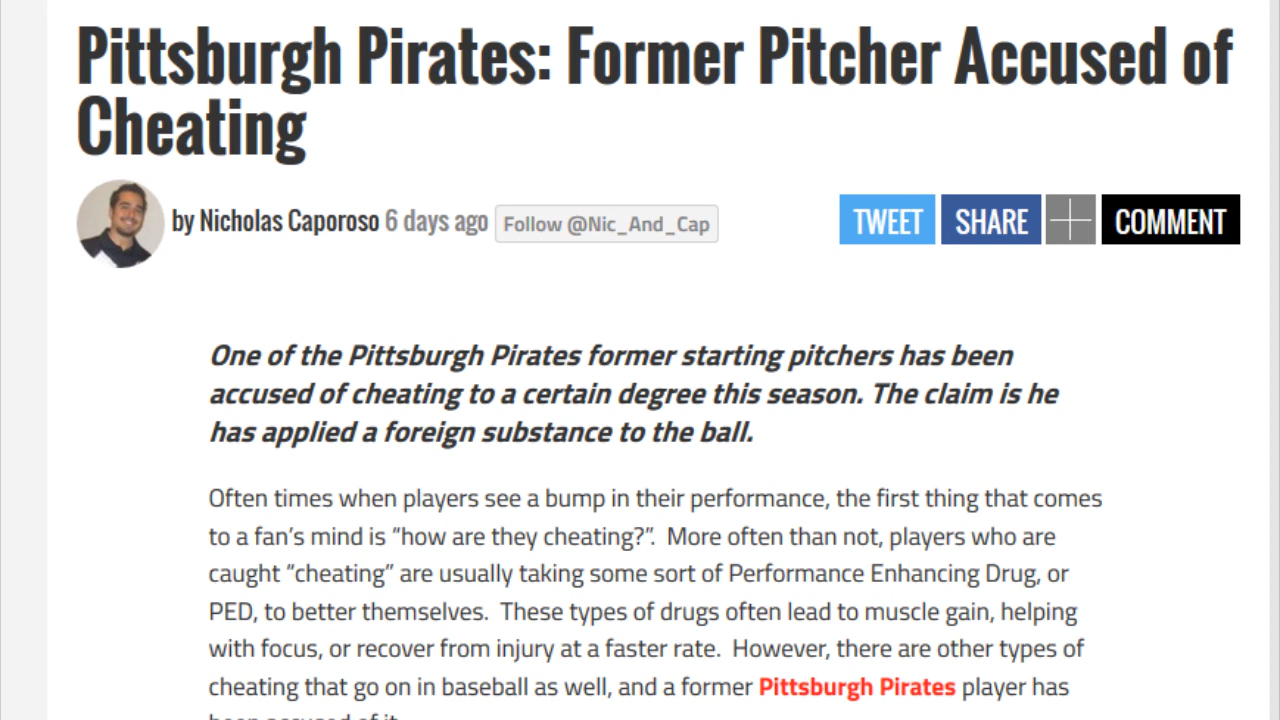 Pittsburgh Pirates: Former Pitcher Accused of
Cheating
by Nicholas Caporoso 6 days ago Follow @Nic_And_Cap
TWEET SHARE COMMENT
One of the Pittsburgh Pirates former starting pitchers has been
accused of cheating to a certain degree this season. The claim is he
has applied a foreign substance to the ball.
Often times when players see a bump in their performance, the first thing that comes
to a fan’s mind is “how are they cheating?”.  More often than not, players who are
caught “cheating” are usually taking some sort of Performance Enhancing Drug, or
PED, to better themselves.  These types of drugs often lead to muscle gain, helping
with focus, or recover from injury at a faster rate.  However, there are other types of
cheating that go on in baseball as well, and a former Pittsburgh Pirates player has
been accused of it.